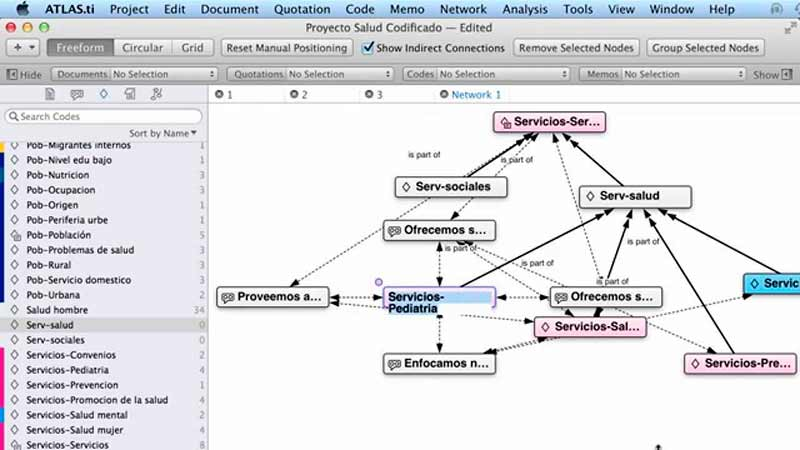 ATLAS.ti Project Edit Document Quotation Code Memo Network Analysis Tools View Window Help
Proyecto Salud Codificado — Edited
+ Freeform Circular Grid Reset Manual Positioning Show Indirect Connections Remove Selected Nodes Group Selected Nodes
Hide Documents: No Selection Quotations: No Selection Codes No Selection Memos No Selection Show
1 2 3 Network 1
Search Codes
Sort by Name
Pob-Migrantes internos 1
Pob-Nivel edu bajo 1
Pob-Nutricion 3
Pob-Ocupacion 3
Pob-Origen 1
Pob-Periferia urbe 1
Pob-Población 5
Pob-Problemas de salud 3
Pob-Rural 3
Pob-Servicio domestico 3
Pob-Urbana 2
Salud hombre 34
Serv-salud 0
Serv-sociales 0
Servicios-Convenios 2
Servicios-Pediatria 4
Servicios-Prevencion 1
Servicios-Promocion de la salud 4
Servicios-Salud mental 2
Servicios-Salud mujer 4
Servicios-Servicios 8
Servicios-Ser...
is part of
is part of
Serv-sociales
Serv-salud
Ofrecemos s...
is part of
is part of
is part of
is part of
Proveemos a...
Servicios-
Pediatria
Ofrecemos s...
Servic
Servicios-Sal...
Enfocamos n...
Servicios-Pre...